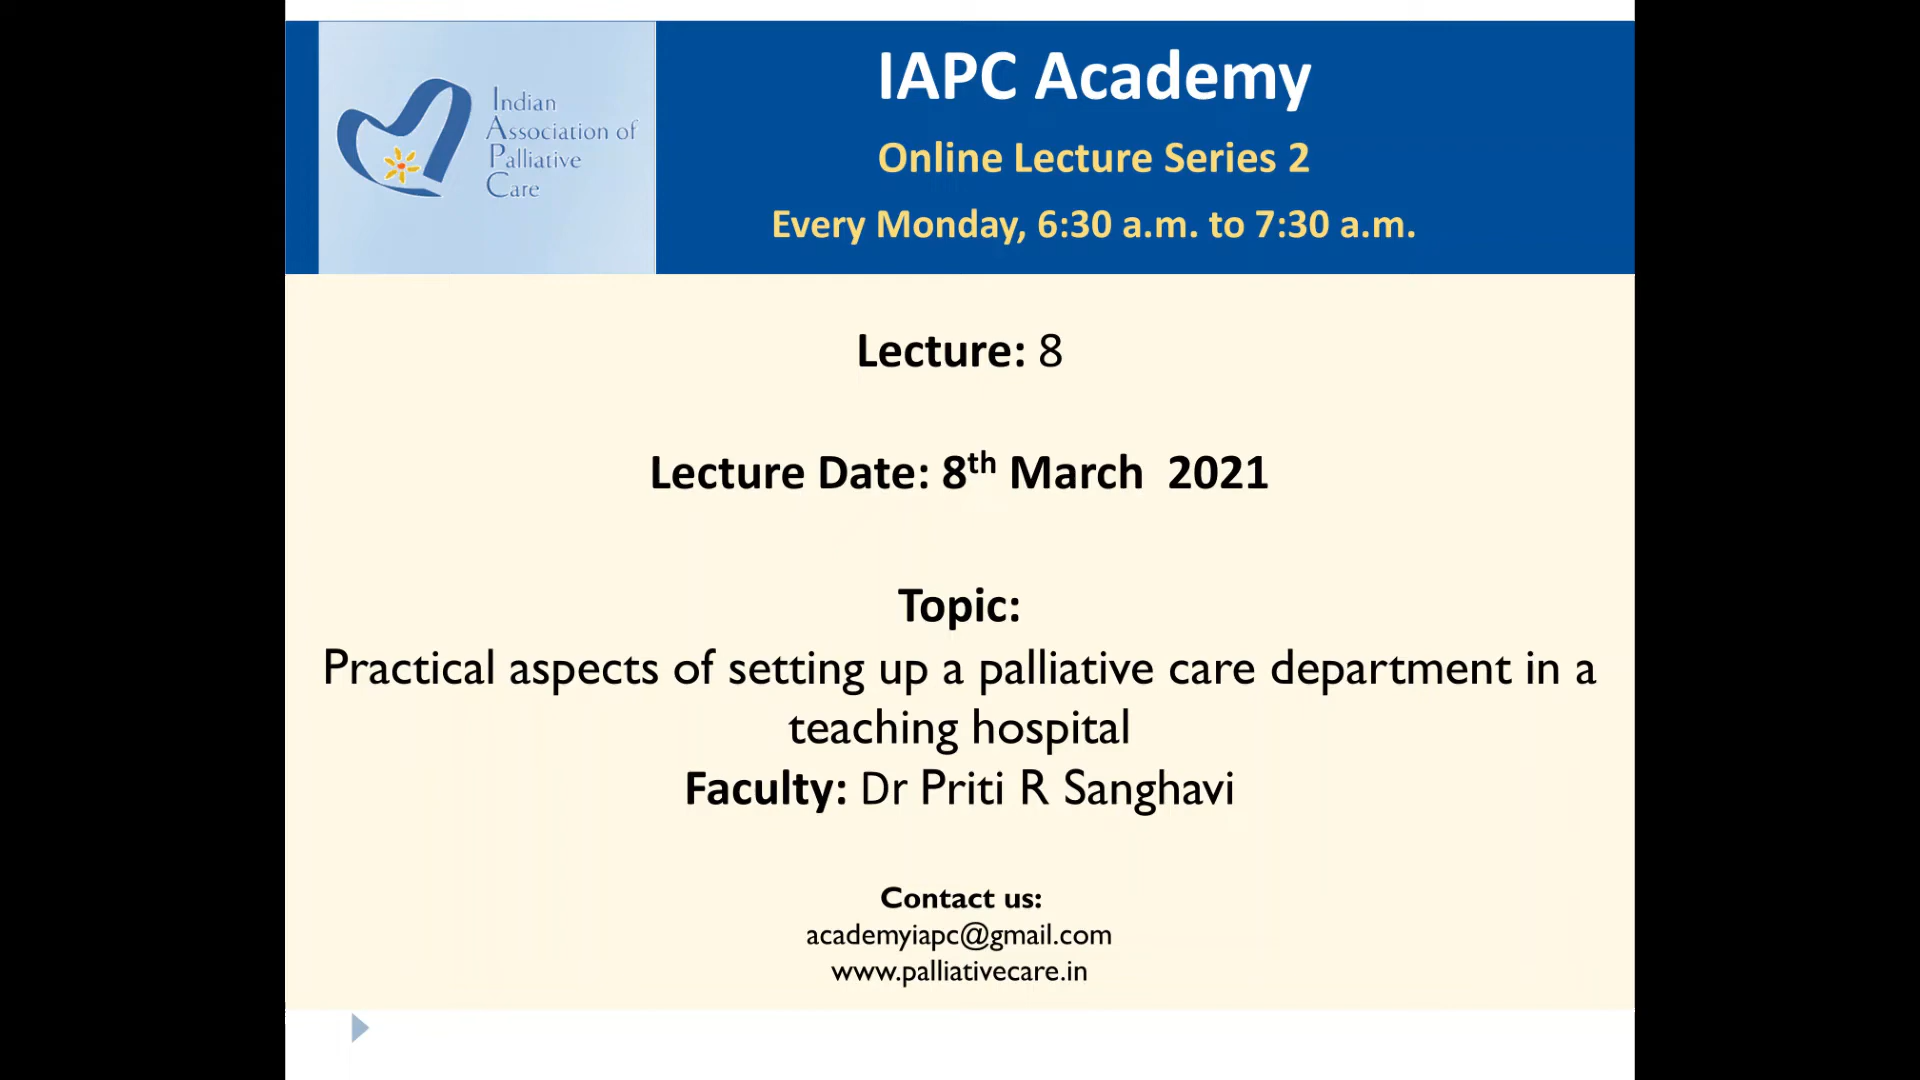 Indian
Association of
Palliative
Care
IAPC Academy
Online Lecture Series 2
Every Monday, 6:30 a.m. to 7:30 a.m.
Lecture: 8
Lecture Date: 8th March 2021
Topic:
Practical aspects of setting up a palliative care department in a
teaching hospital
Faculty: Dr Priti R Sanghavi
Contact us:
academyiapc@gmail.com
www.palliativecare.in